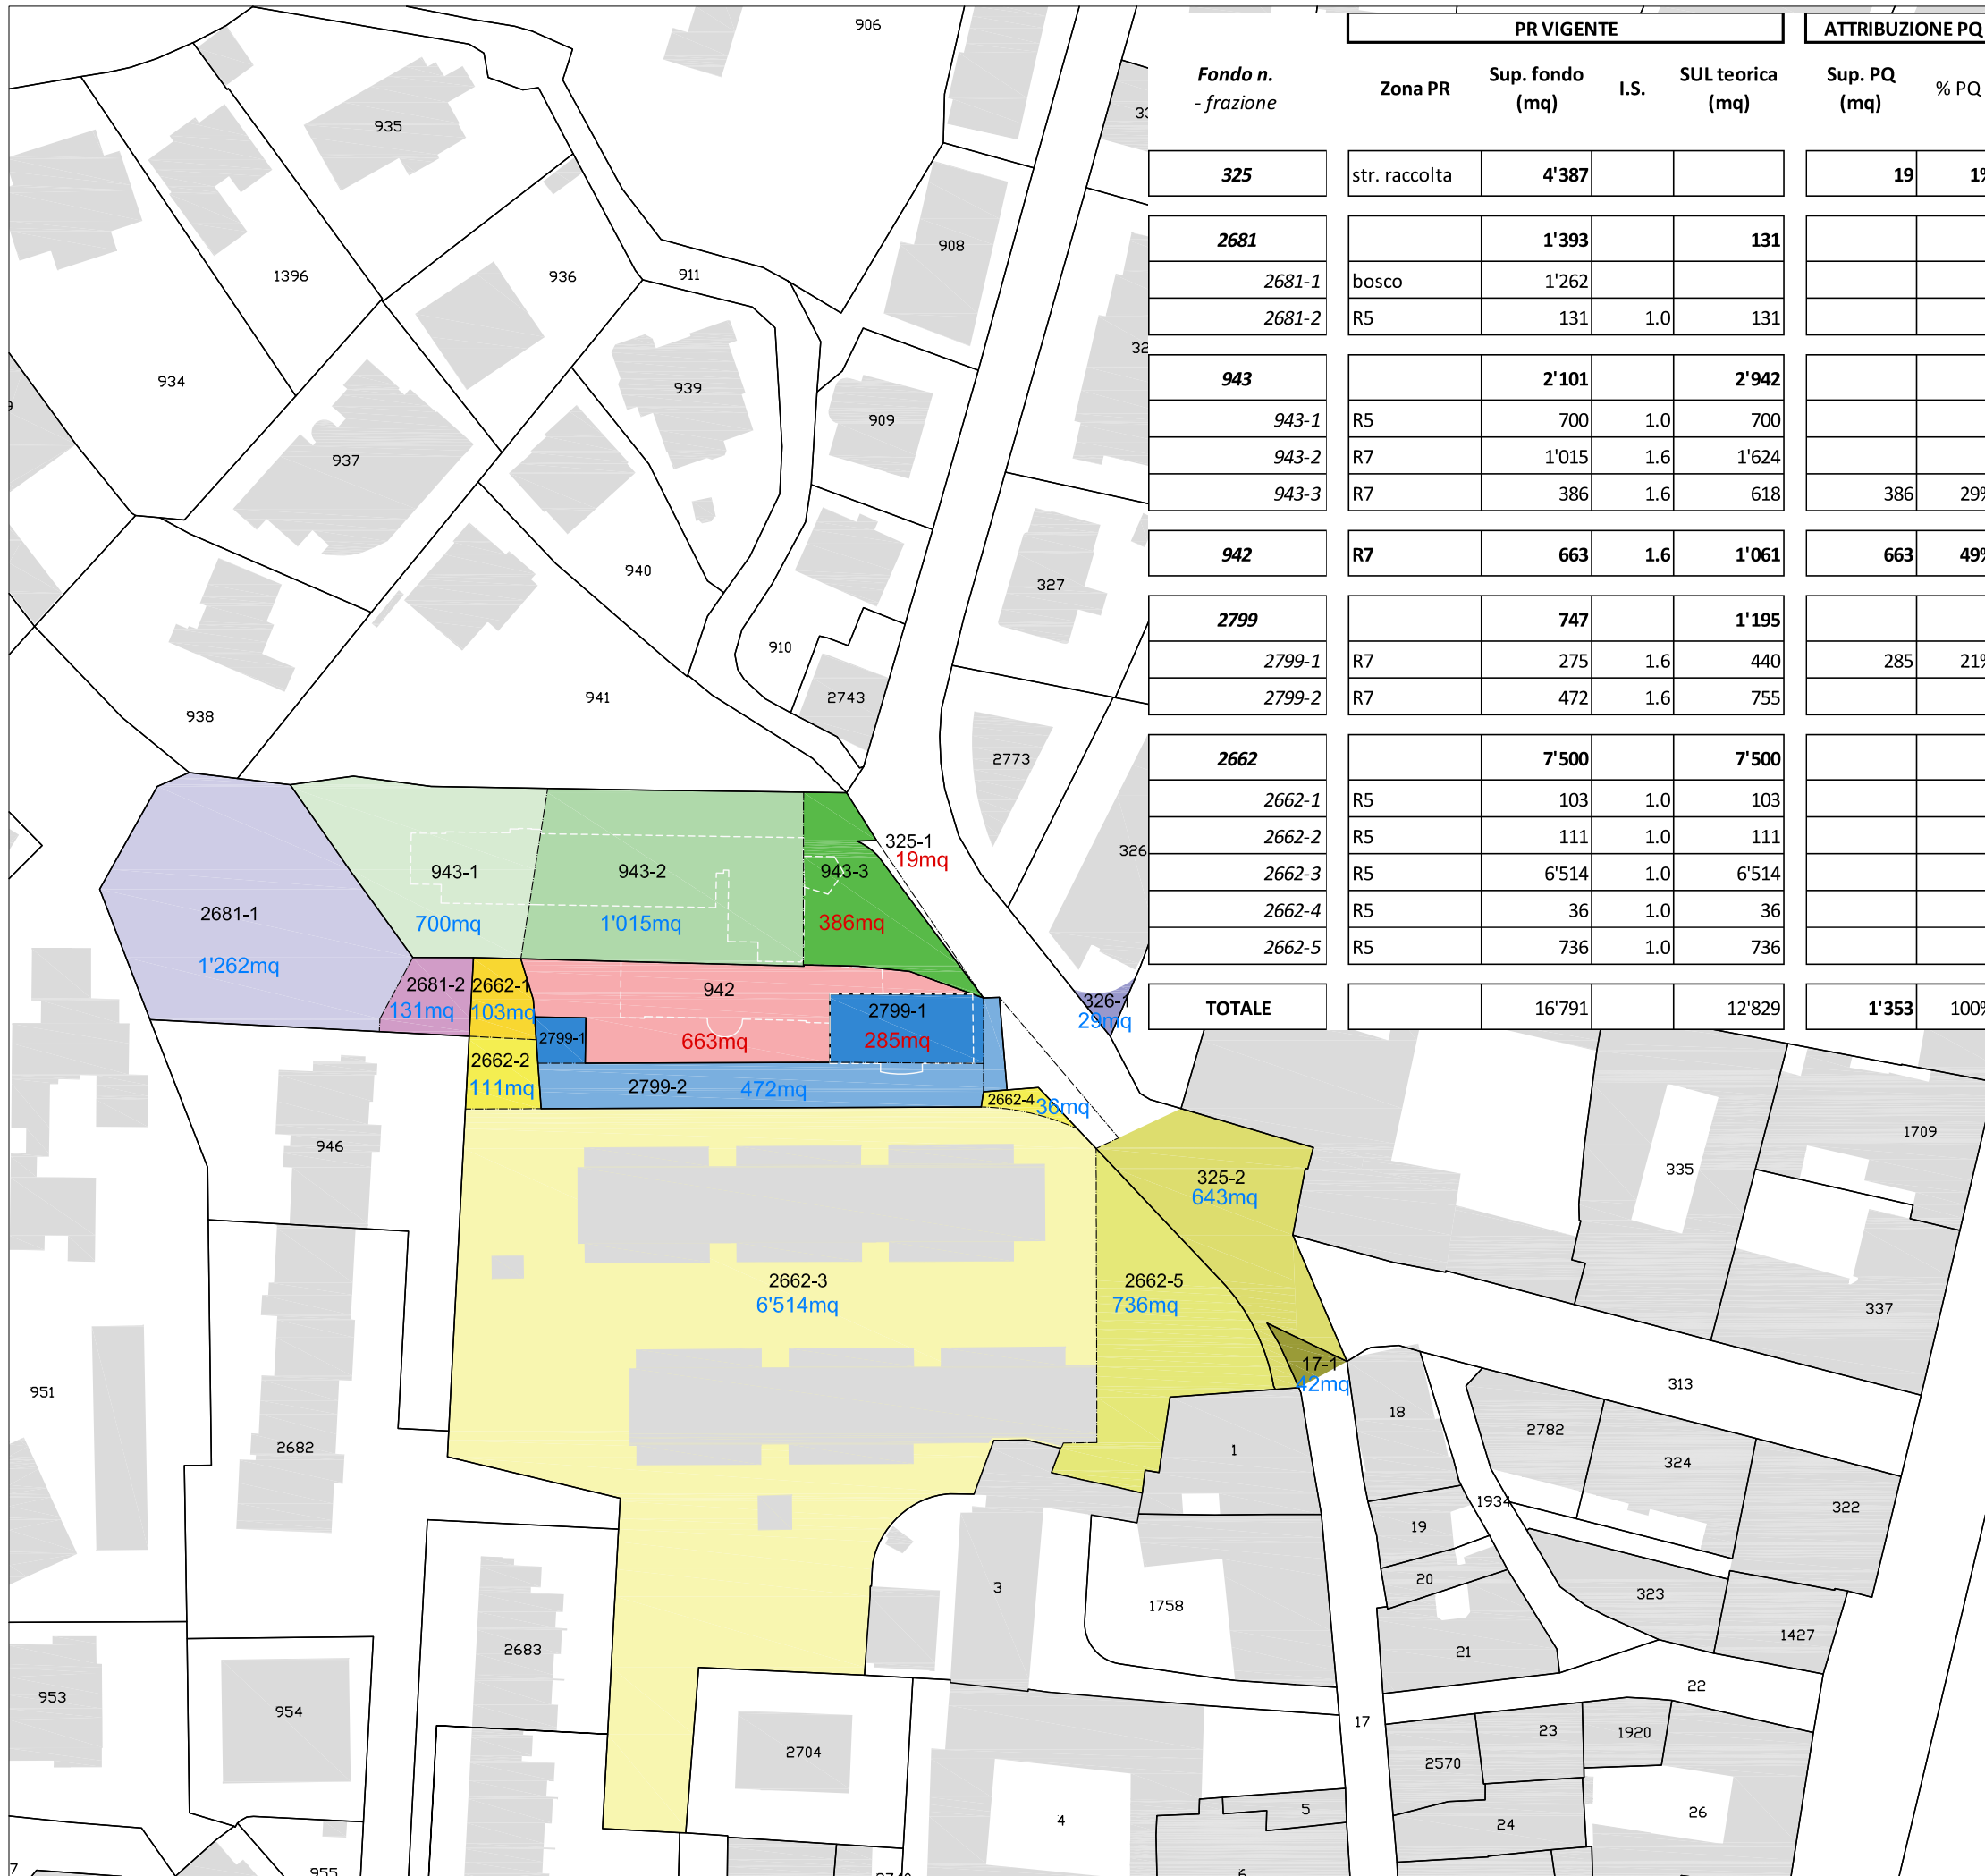 PR VIGENTE ATTRIBUZIONE PQ
Fondo n. Zona PR Sup. fondo I.S. SUL teorica Sup. PQ % PQ
- frazione (mq) (mq) (mq)
325 str. raccolta 4'387 19 1%
2681 1'393 131
2681-1 bosco 1'262
2681-2 R5 131 1.0 131
943 2'101 2'942
943-1 R5 700 1.0 700
943-2 R7 1'015 1.6 1'624
943-3 R7 386 1.6 618 386 29%
942 R7 663 1.6 1'061 663 49%
2799 747 1'195
2799-1 R7 275 1.6 440 285 21%
2799-2 R7 472 1.6 755
2662 7'500 7'500
2662-1 R5 103 1.0 103
2662-2 R5 111 1.0 111
2662-3 R5 6'514 1.0 6'514
2662-4 R5 36 1.0 36
2662-5 R5 736 1.0 736
TOTALE 16'791 12'829 1'353 100%
906
935
908
1396
936
911
934
939
909
937
940
327
910
941
2743
938
2773
325-1
19mq
326
943-1
943-2
943-3
700mq
1'015mq
386mq
2681-1
1'262mq
2681-2
131mq
2662-1
103mq
942
663mq
2799-1
285mq
326-1
29mq
2799-1
2662-2
111mq
2799-2
472mq
2662-4
36mq
946
1709
335
325-2
643mq
2662-3
6'514mq
2662-5
736mq
337
17-1
42mq
951
313
18
2782
2682
1
324
1934
322
19
20
3
1758
323
1427
2683
21
953
22
954
17
23
1920
2704
2570
26
5
4
24
955
6